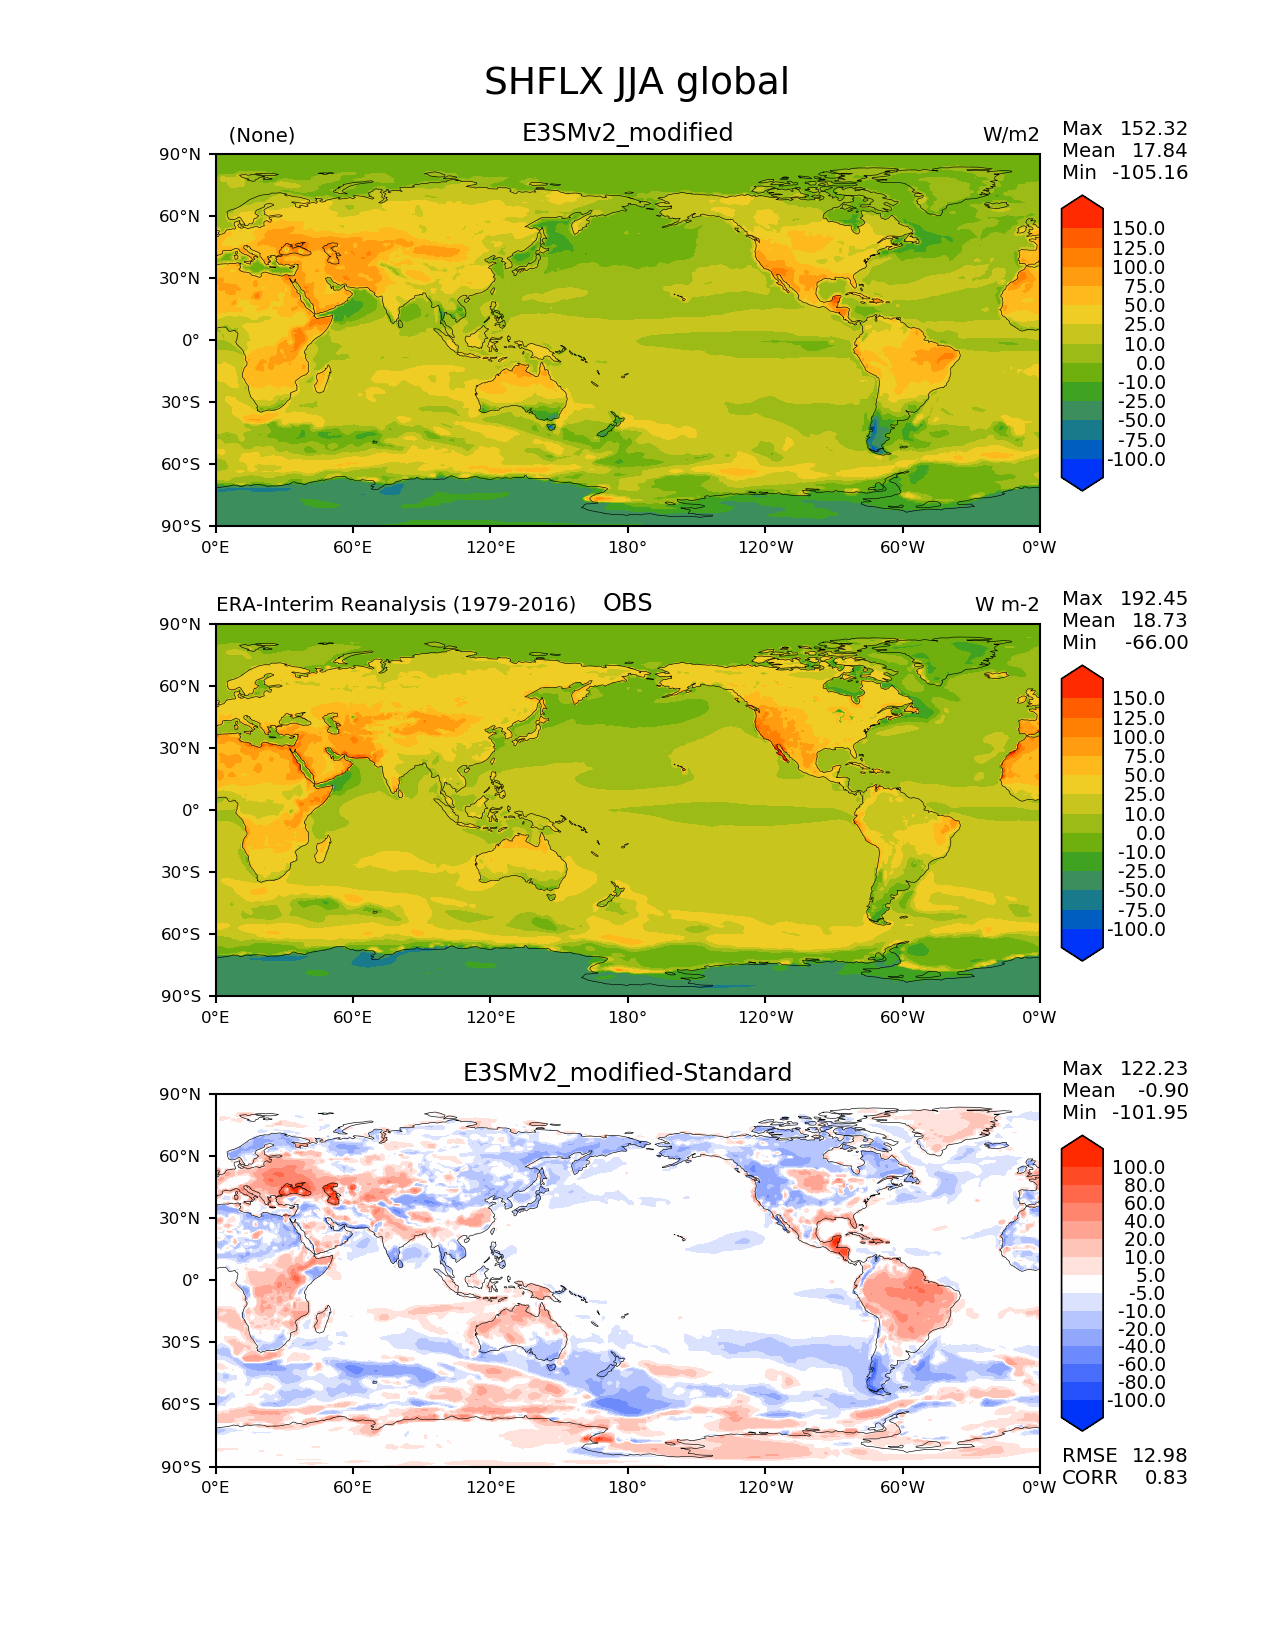 SHFLX JJA global
(None) E3SMv2_modified W/m2
Max 152.32
Mean 17.84
Min -105.16
90°N
60°N
30°N
0°
30°S
60°S
90°S
0°E 60°E 120°E 180° 120°W 60°W 0°W
150.0
125.0
100.0
75.0
50.0
25.0
10.0
0.0
-10.0
-25.0
-50.0
-75.0
-100.0
ERA-Interim Reanalysis (1979-2016) OBS W m-2
Max 192.45
Mean 18.73
Min -66.00
90°N
60°N
30°N
0°
30°S
60°S
90°S
0°E 60°E 120°E 180° 120°W 60°W 0°W
150.0
125.0
100.0
75.0
50.0
25.0
10.0
0.0
-10.0
-25.0
-50.0
-75.0
-100.0
E3SMv2_modified-Standard
Max 122.23
Mean -0.90
Min -101.95
90°N
60°N
30°N
0°
30°S
60°S
90°S
0°E 60°E 120°E 180° 120°W 60°W 0°W
100.0
80.0
60.0
40.0
20.0
10.0
5.0
-5.0
-10.0
-20.0
-40.0
-60.0
-80.0
-100.0
RMSE 12.98
CORR 0.83